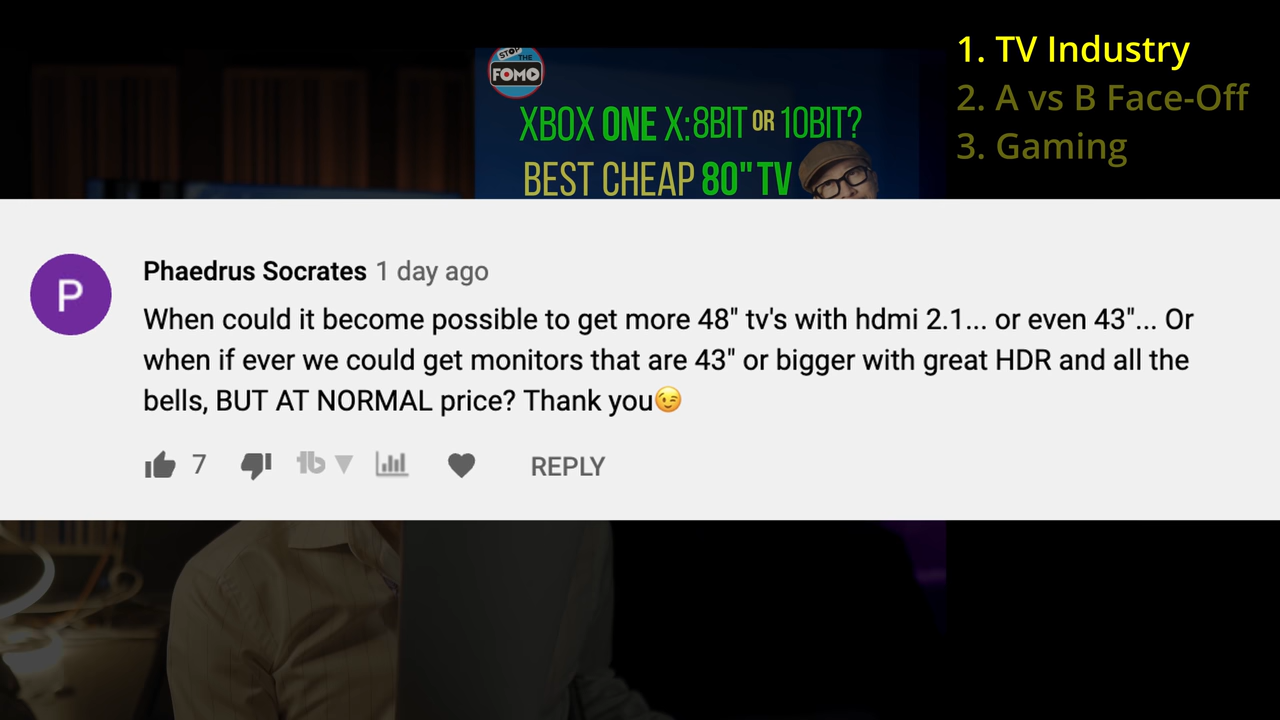 STOP
THE
FOMO
XBOX ONE X: 8BIT OR 10BIT?
BEST CHEAP 80" TV
1. TV Industry
2. A vs B Face-Off
3. Gaming
P
Phaedrus Socrates 1 day ago
When could it become possible to get more 48" tv's with hdmi 2.1... or even 43"... Or
when if ever we could get monitors that are 43" or bigger with great HDR and all the
bells, BUT AT NORMAL price? Thank you😉
7
tb
REPLY